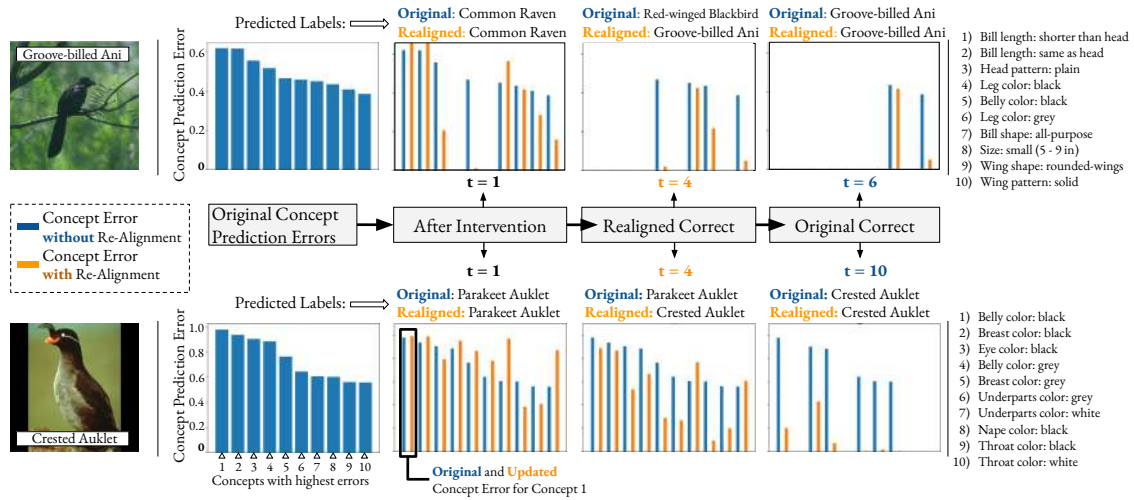 Predicted Labels:
Original: Common Raven
Realigned: Common Raven
Original: Red-winged Blackbird
Realigned: Groove-billed Ani
Original: Groove-billed Ani
Realigned: Groove-billed Ani
Groove-billed Ani
Concept Prediction Error
0.6
0.4
0.2
0
t = 1
t = 4
t = 6
1) Bill length: shorter than head
2) Bill length: same as head
3) Head pattern: plain
4) Leg color: black
5) Belly color: black
6) Leg color: grey
7) Bill shape: all-purpose
8) Size: small (5 - 9 in)
9) Wing shape: rounded-wings
10) Wing pattern: solid
Concept Error
without Re-Alignment
Concept Error
with Re-Alignment
Original Concept
Prediction Errors
After Intervention
Realigned Correct
Original Correct
t = 1
t = 4
t = 10
Predicted Labels:
Original: Parakeet Auklet
Realigned: Parakeet Auklet
Original: Parakeet Auklet
Realigned: Crested Auklet
Original: Crested Auklet
Realigned: Crested Auklet
Crested Auklet
Concept Prediction Error
1.0
0.8
0.6
0.4
0.2
0
1 2 3 4 5 6 7 8 9 10
Concepts with highest errors
Original and Updated
Concept Error for Concept 1
1) Belly color: black
2) Breast color: black
3) Eye color: black
4) Belly color: grey
5) Breast color: grey
6) Underparts color: grey
7) Underparts color: white
8) Nape color: black
9) Throat color: black
10) Throat color: white